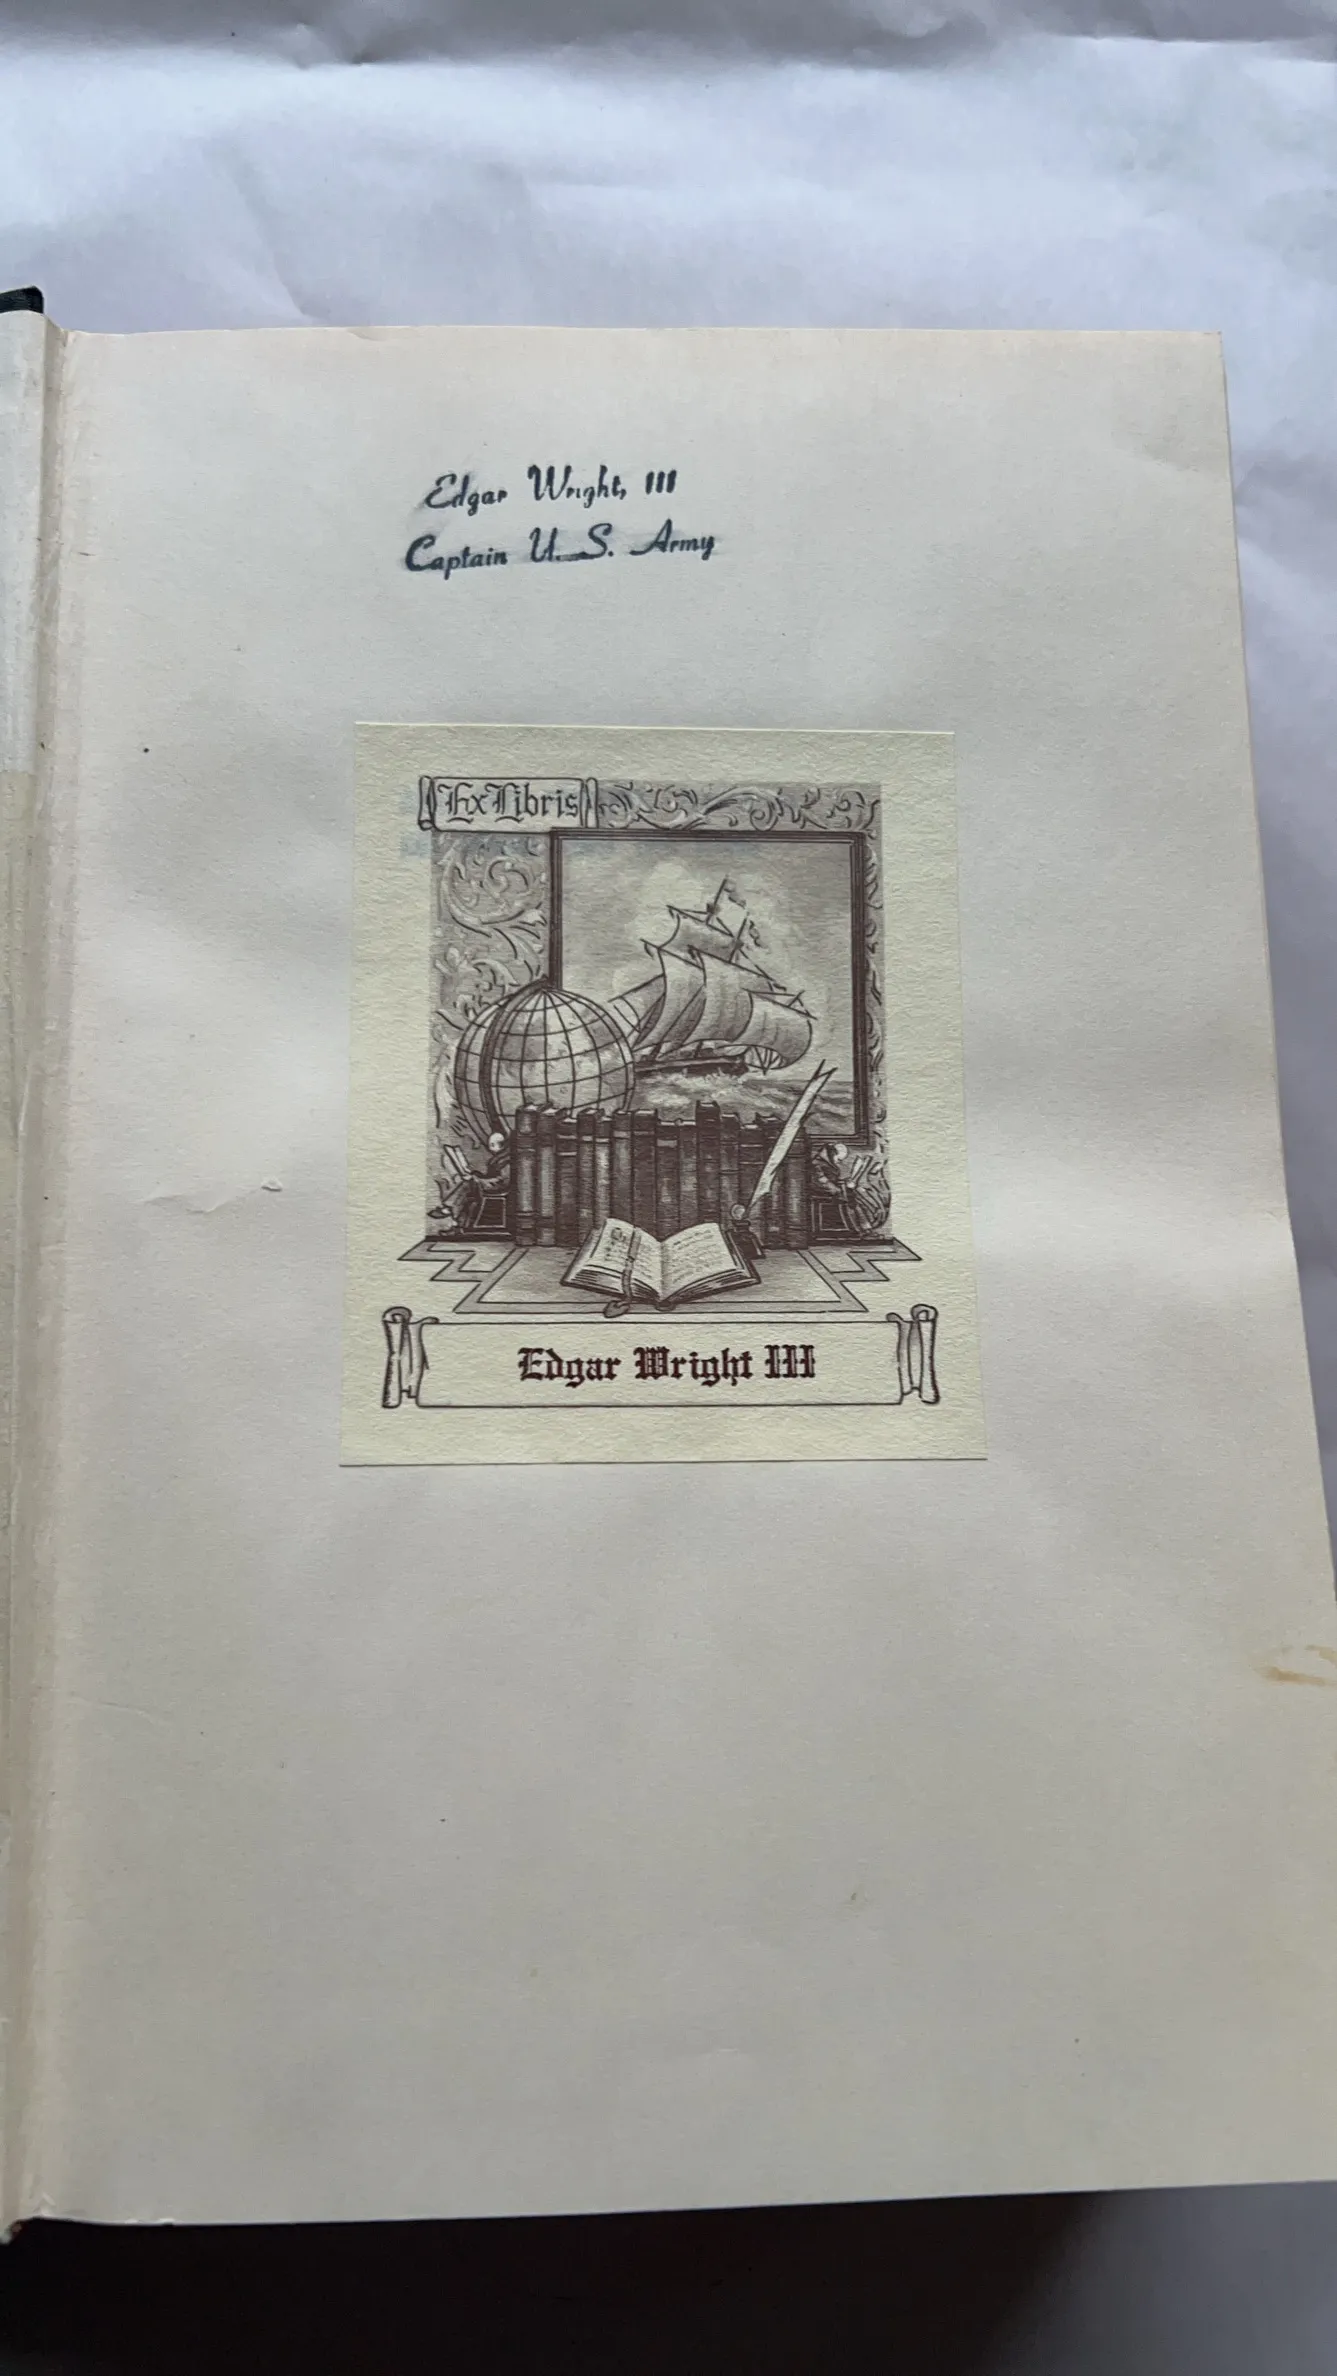 Edgar Wright, III
Captain U. S. Army
Ex Libris
Edgar Wright III